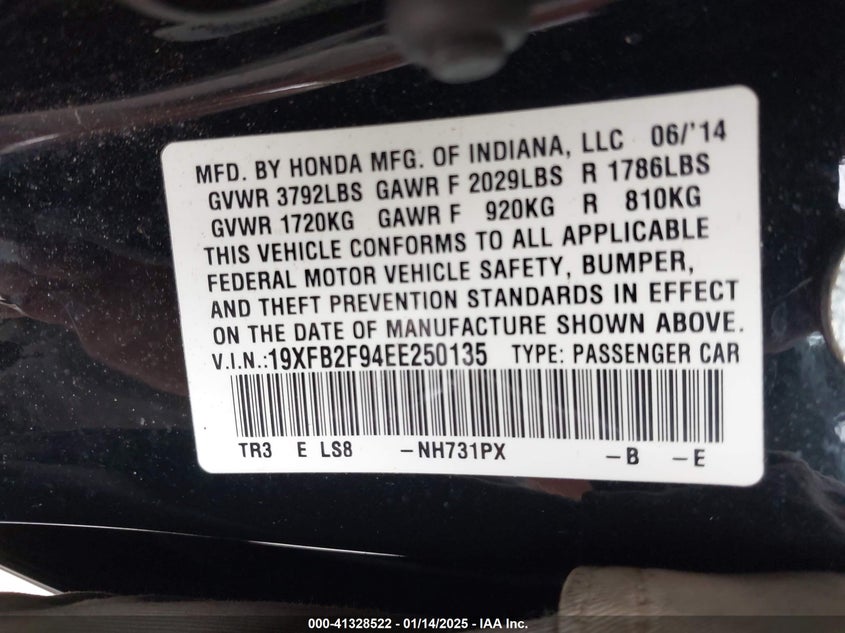 MFD. BY HONDA MFG. OF INDIANA, LLC 06/'14
GVWR 3792LBS GAWR F 2029LBS R 1786LBS
GVWR 1720KG GAWR F 920KG R 810KG
THIS VEHICLE CONFORMS TO ALL APPLICABLE
FEDERAL MOTOR VEHICLE SAFETY, BUMPER,
AND THEFT PREVENTION STANDARDS IN EFFECT
ON THE DATE OF MANUFACTURE SHOWN ABOVE.
V.I.N.:19XFB2F94EE250135 TYPE: PASSENGER CAR
TR3 E LS8 -NH731PX -B -E
000-41328522 - 01/14/2025 - IAA Inc.